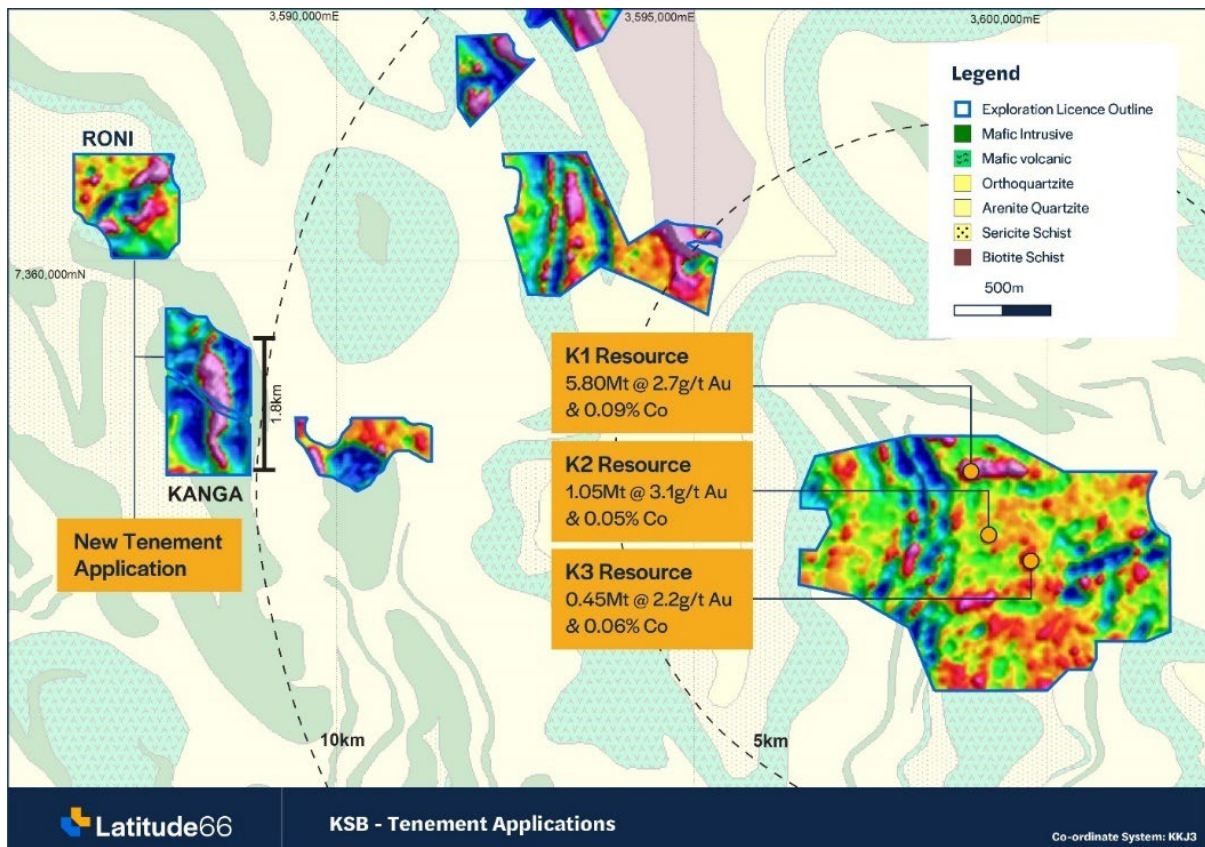 3,590,000mE
3,595,000mE
3,600,000mE
Legend
Exploration Licence Outline
Mafic Intrusive
Mafic volcanic
Orthoquartzite
Arenite Quartzite
Sericite Schist
Biotite Schist
500m
RONI
7,360,000mN
1.8km
KANGA
New Tenement
Application
K1 Resource
5.80Mt @ 2.7g/t Au
& 0.09% Co
K2 Resource
1.05Mt @ 3.1g/t Au
& 0.05% Co
K3 Resource
0.45Mt @ 2.2g/t Au
& 0.06% Co
10km
5km
Latitude66
KSB - Tenement Applications
Co-ordinate System: KKJ3